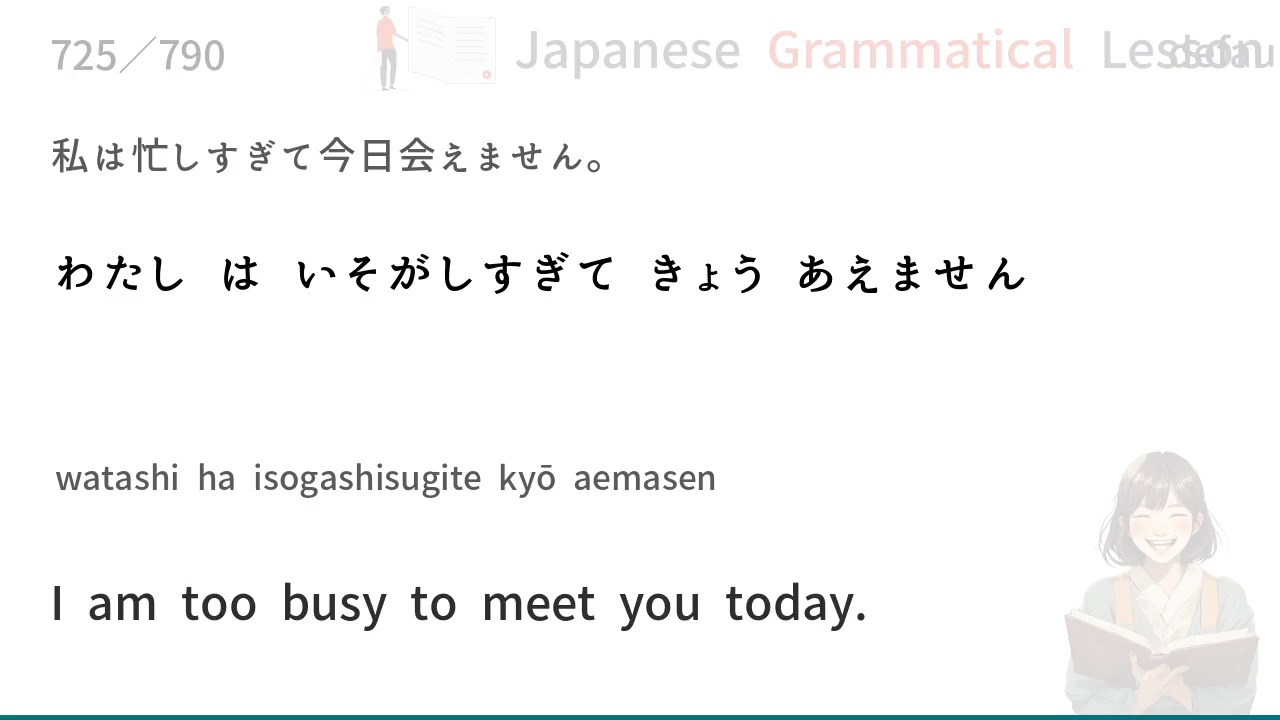 725／790
Japanese Grammatical Lesson
私は忙しすぎて今日会えません。
わたし は いそがしすぎて きょう あえません
watashi ha isogashisugite kyō aemasen
I am too busy to meet you today.